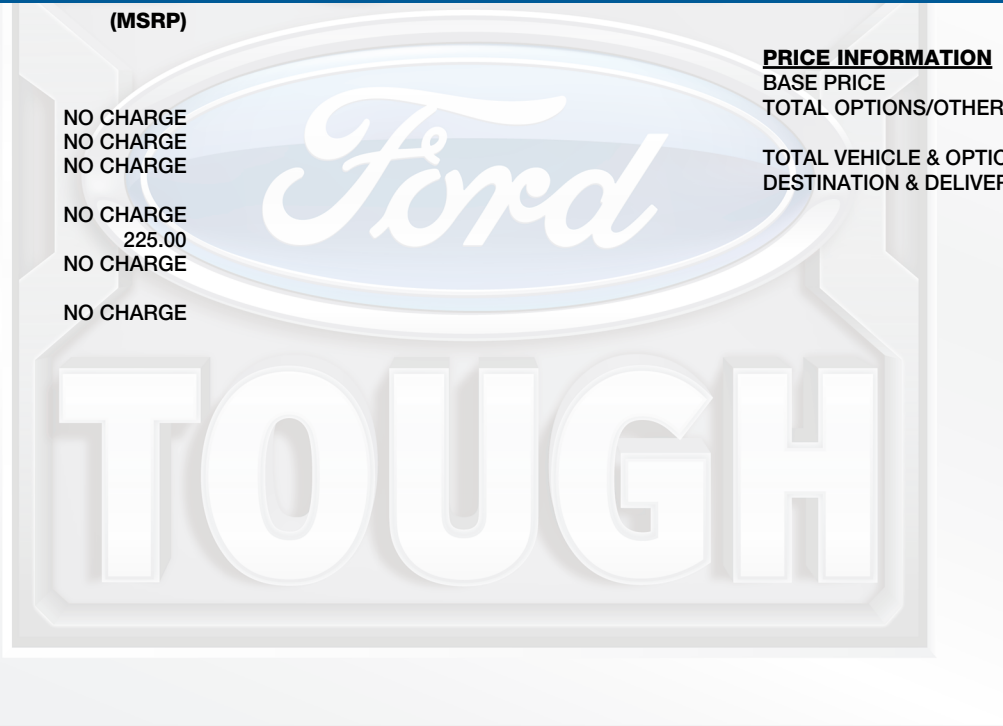 (MSRP)
NO CHARGE
NO CHARGE
NO CHARGE
NO CHARGE
225.00
NO CHARGE
NO CHARGE
PRICE INFORMATION
BASE PRICE
TOTAL OPTIONS/OTHER
TOTAL VEHICLE & OPTIO
DESTINATION & DELIVER
Ford
TOUGH